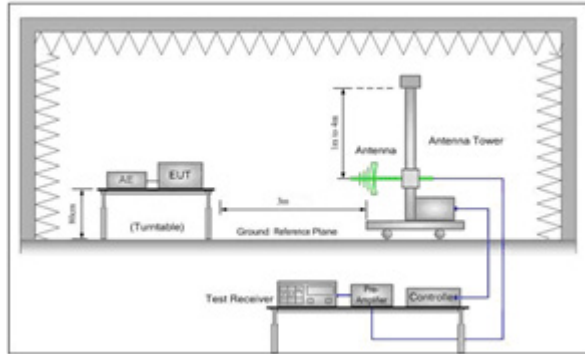 1m to 4m
Antenna
Antenna Tower
AE
EUT
80cm
(Turntable)
3m
Ground Reference Plane
Test Receiver
Pre-
Amplifier
Controller